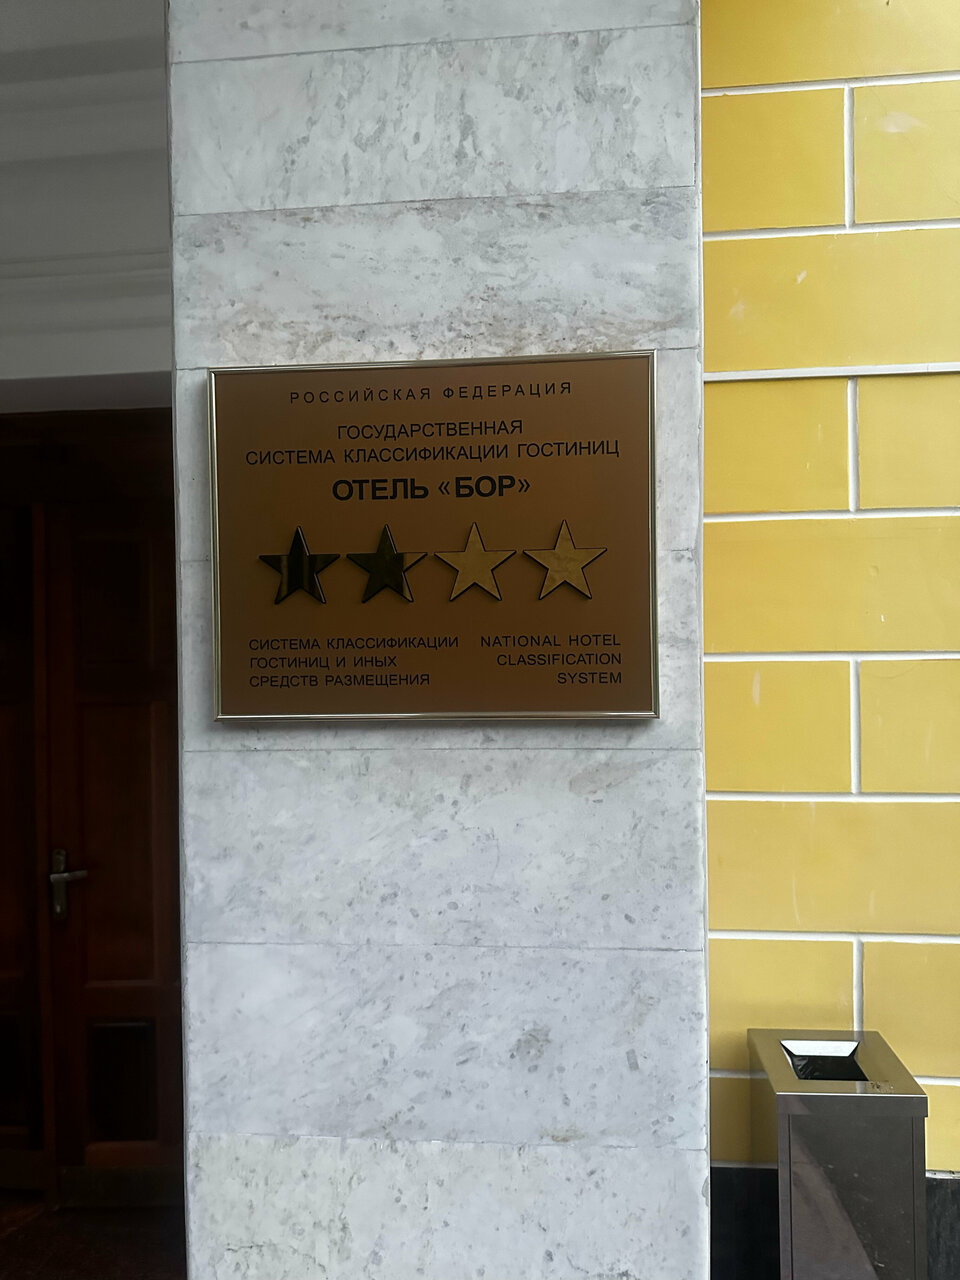 РОССИЙСКАЯ ФЕДЕРАЦИЯ
ГОСУДАРСТВЕННАЯ
СИСТЕМА КЛАССИФИКАЦИИ ГОСТИНИЦ
ОТЕЛЬ «БОР»
СИСТЕМА КЛАССИФИКАЦИИ
ГОСТИНИЦ И ИНЫХ
СРЕДСТВ РАЗМЕЩЕНИЯ
NATIONAL HOTEL
CLASSIFICATION
SYSTEM